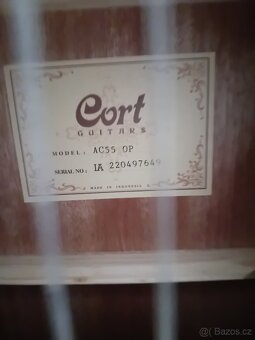 Cort
GUITARS
MODEL: AC55 OP
SERIAL NO: IA 220497649
MADE IN INDONESIA
Bazos.cz